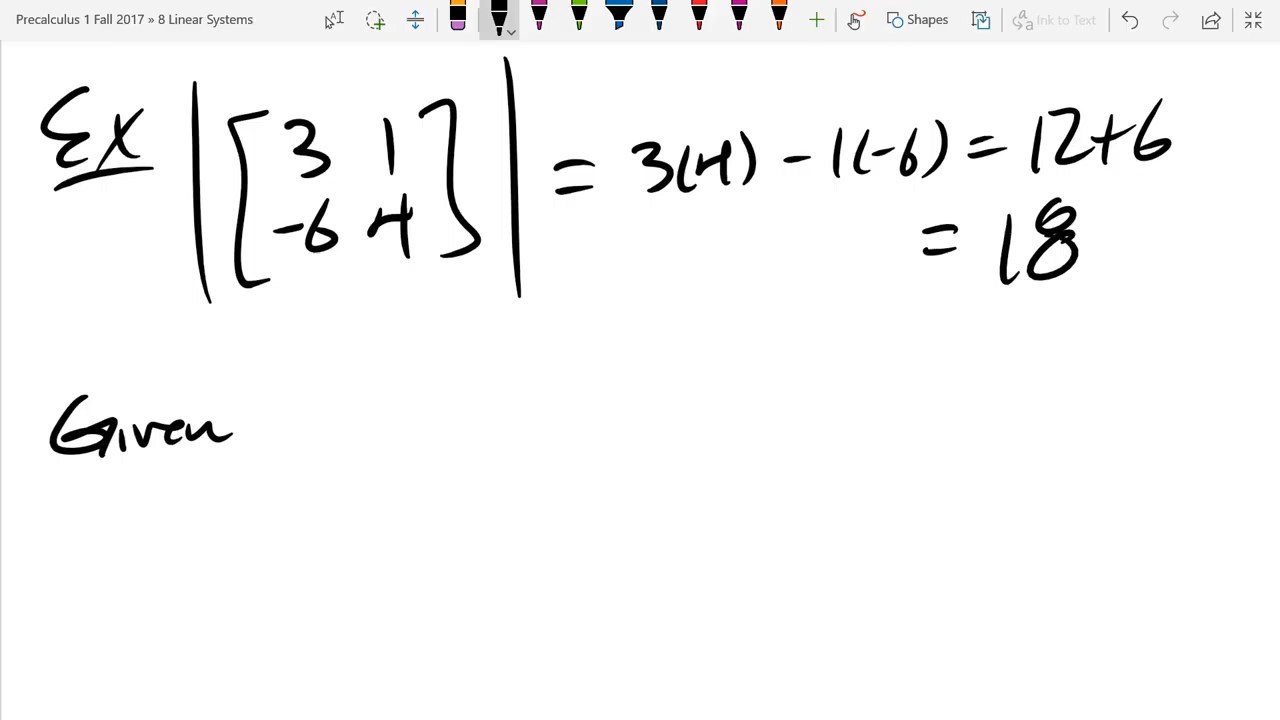 Precalculus 1 Fall 2017 » 8 Linear Systems Shapes Ink to Text
Ex |[3 1 = 3(4) - 1(-6) = 12+6
-6 4]| = 18
Given